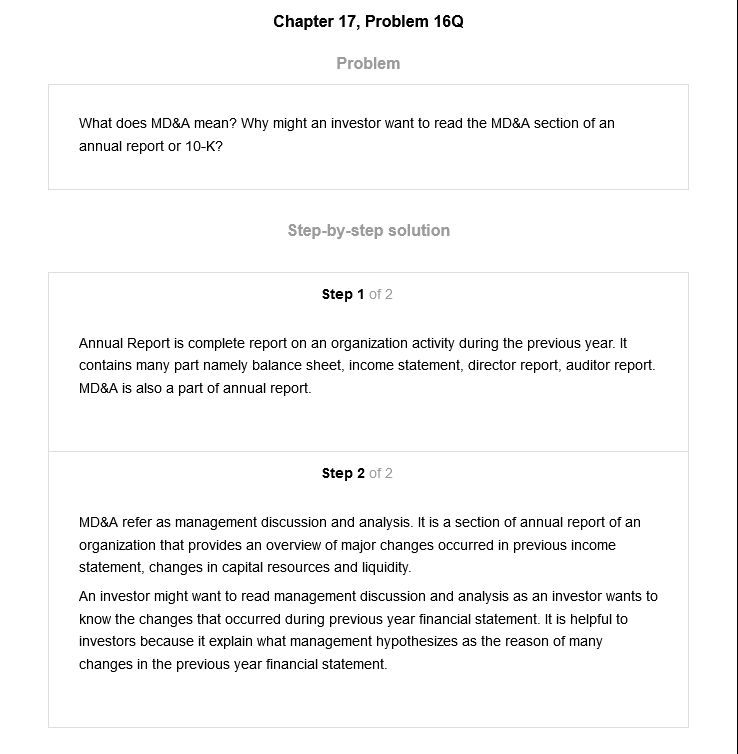 Chapter 17, Problem 16Q
Problem
What does MD&A mean? Why might an investor want to read the MD&A section of an
annual report or 10-K?
Step-by-step solution
Step 1 of 2
Annual Report is complete report on an organization activity during the previous year. It
contains many part namely balance sheet, income statement, director report, auditor report.
MD&A is also a part of annual report.
Step 2 of 2
MD&A refer as management discussion and analysis. It is a section of annual report of an
organization that provides an overview of major changes occurred in previous income
statement, changes in capital resources and liquidity.
An investor might want to read management discussion and analysis as an investor wants to
know the changes that occurred during previous year financial statement. It is helpful to
investors because it explain what management hypothesizes as the reason of many
changes in the previous year financial statement.